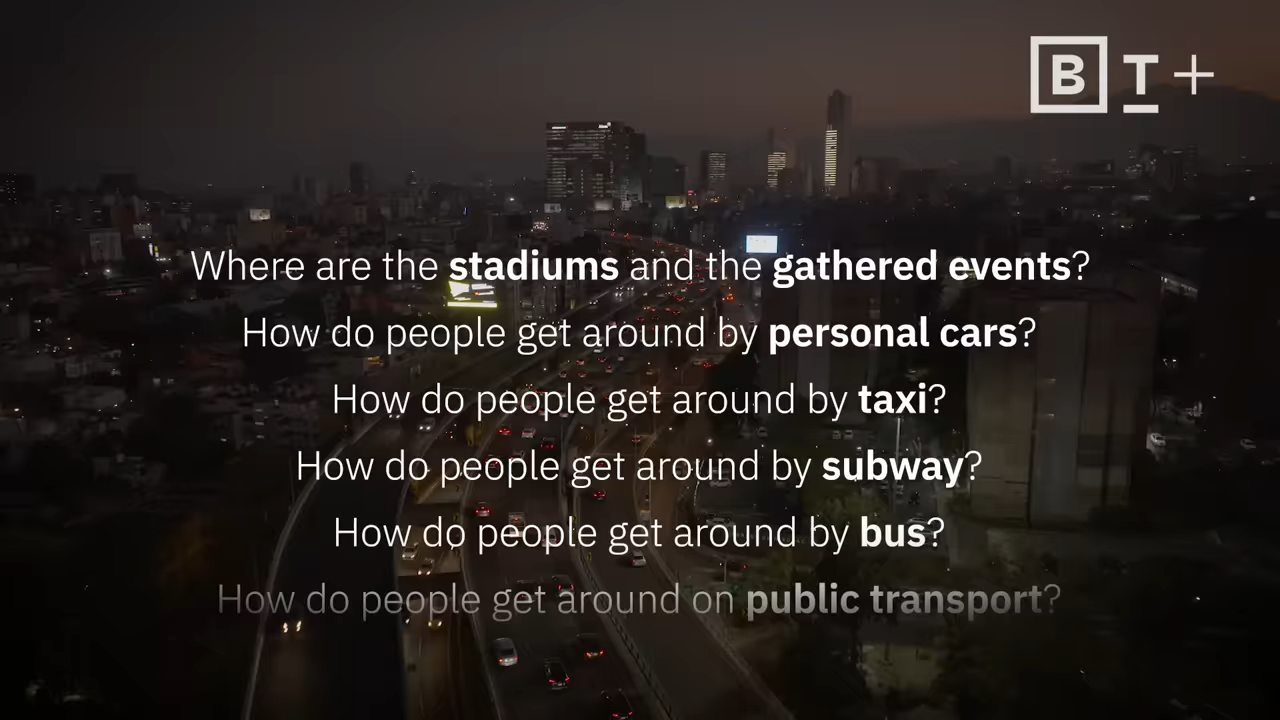 B T+
Where are the stadiums and the gathered events?
How do people get around by personal cars?
How do people get around by taxi?
How do people get around by subway?
How do people get around by bus?
How do people get around on public transport?